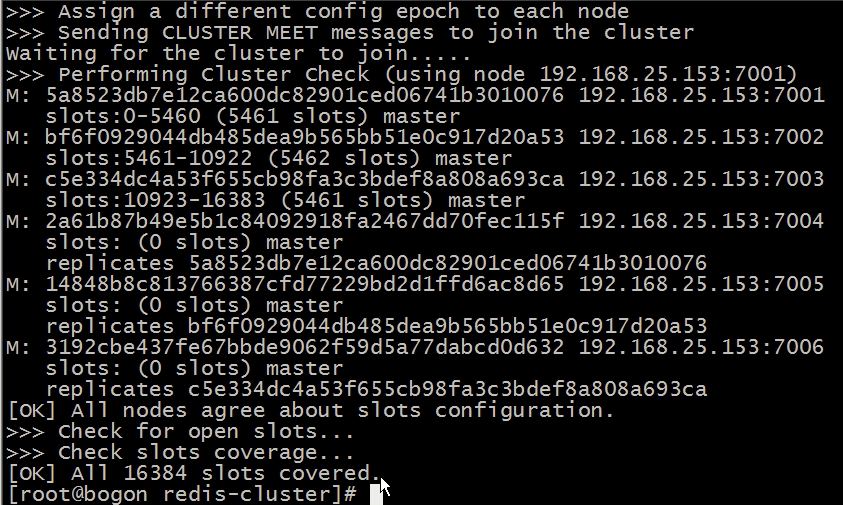 >>> Assign a different config epoch to each node
>>> Sending CLUSTER MEET messages to join the cluster
Waiting for the cluster to join.....
>>> Performing Cluster Check (using node 192.168.25.153:7001)
M: 5a8523db7e12ca600dc82901ced06741b3010076 192.168.25.153:7001
   slots:0-5460 (5461 slots) master
M: bf6f0929044db485dea9b565bb51e0c917d20a53 192.168.25.153:7002
   slots:5461-10922 (5462 slots) master
M: c5e334dc4a53f655cb98fa3c3bdef8a808a693ca 192.168.25.153:7003
   slots:10923-16383 (5461 slots) master
M: 2a61b87b49e5b1c84092918fa2467dd70fec115f 192.168.25.153:7004
   slots: (0 slots) master
   replicates 5a8523db7e12ca600dc82901ced06741b3010076
M: 14848b8c813766387cfd77229bd2d1ffd6ac8d65 192.168.25.153:7005
   slots: (0 slots) master
   replicates bf6f0929044db485dea9b565bb51e0c917d20a53
M: 3192cbe437fe67bbde9062f59d5a77dabcd0d632 192.168.25.153:7006
   slots: (0 slots) master
   replicates c5e334dc4a53f655cb98fa3c3bdef8a808a693ca
[OK] All nodes agree about slots configuration.
>>> Check for open slots...
>>> Check slots coverage...
[OK] All 16384 slots covered.
[root@bogon redis-cluster]#